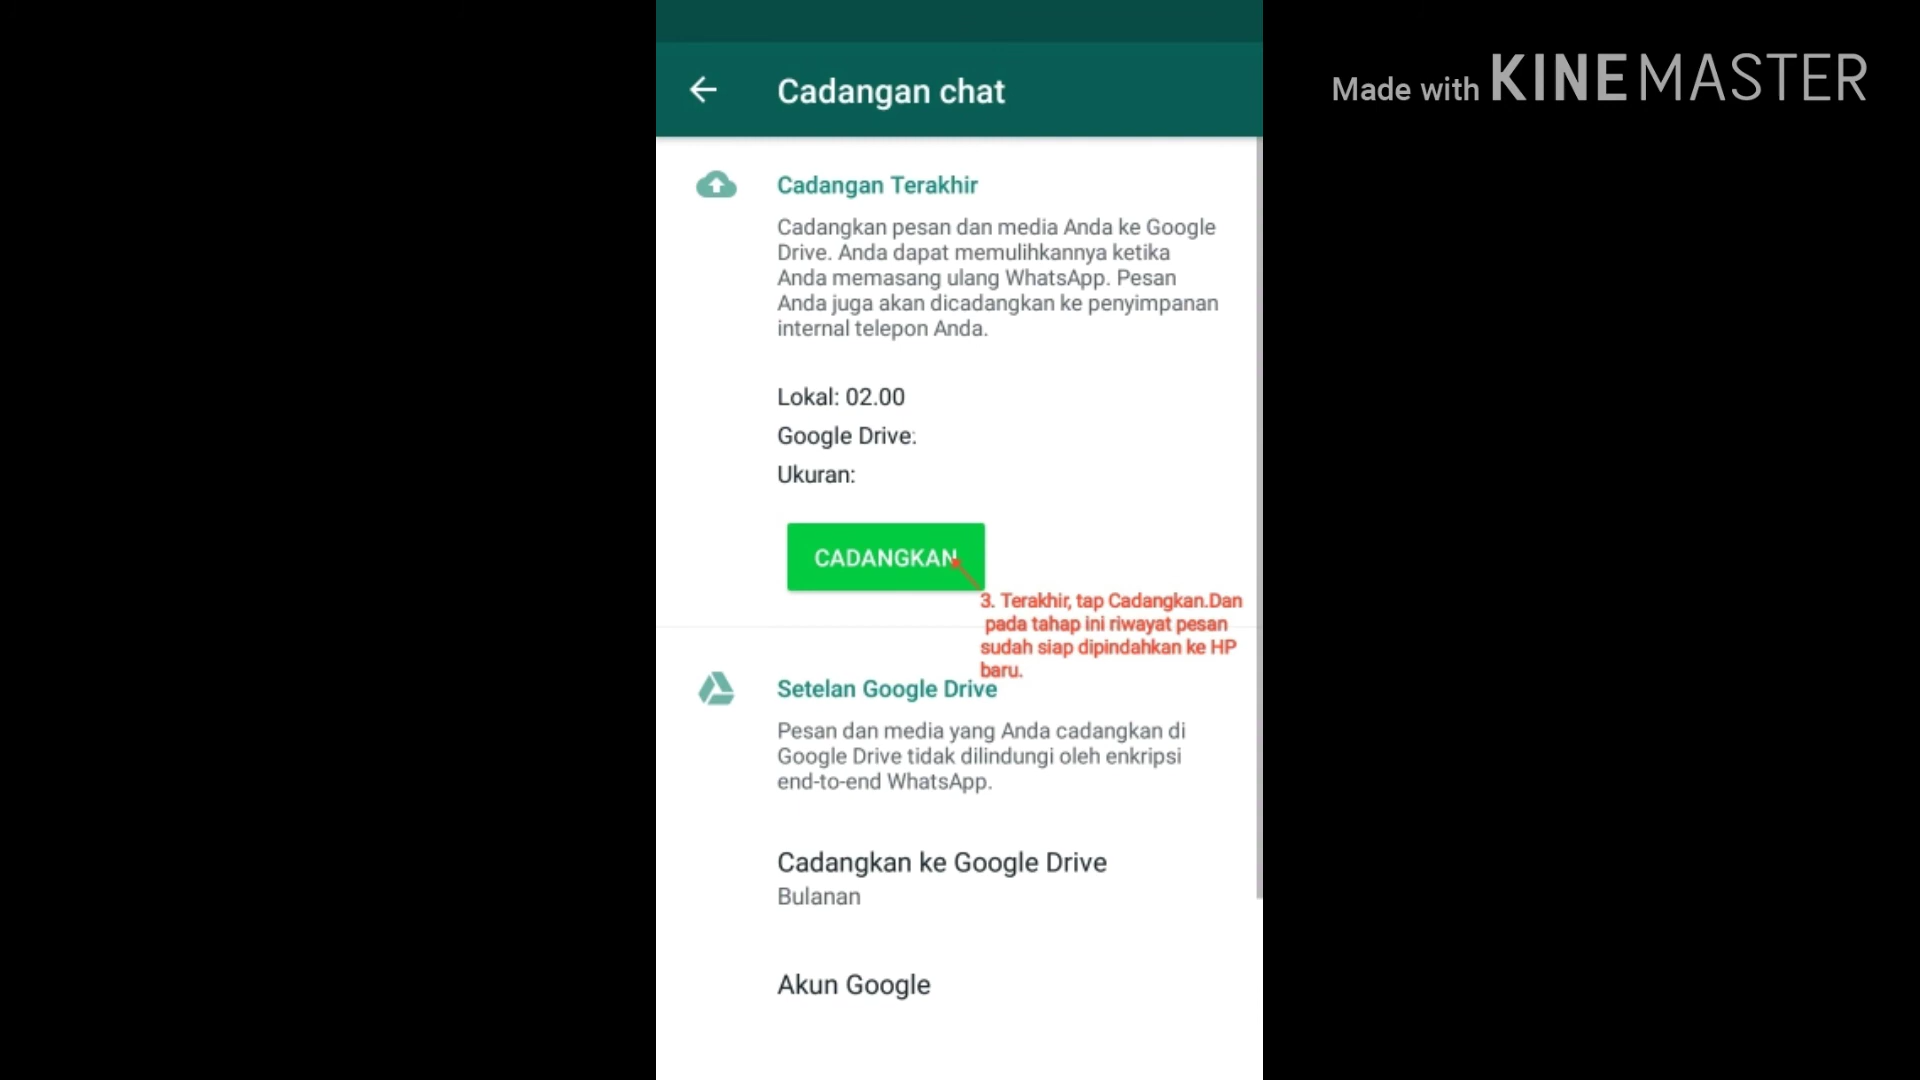 Cadangan chat
Made with KINEMASTER
Cadangan Terakhir
Cadangkan pesan dan media Anda ke Google
Drive. Anda dapat memulihkannya ketika
Anda memasang ulang WhatsApp. Pesan
Anda juga akan dicadangkan ke penyimpanan
internal telepon Anda.
Lokal: 02.00
Google Drive:
Ukuran:
CADANGKAN
3. Terakhir, tap Cadangkan.Dan
pada tahap ini riwayat pesan
sudah siap dipindahkan ke HP
baru.
Setelan Google Drive
Pesan dan media yang Anda cadangkan di
Google Drive tidak dilindungi oleh enkripsi
end-to-end WhatsApp.
Cadangkan ke Google Drive
Bulanan
Akun Google